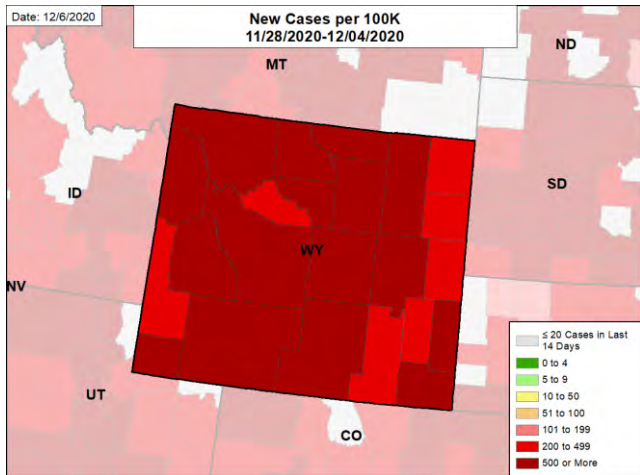 Date: 12/6/2020
New Cases per 100K
11/28/2020-12/04/2020
ND
MT
ID
SD
WY
NV
UT
CO
≤ 20 Cases in Last
14 Days
0 to 4
5 to 9
10 to 50
51 to 100
101 to 199
200 to 499
500 or More